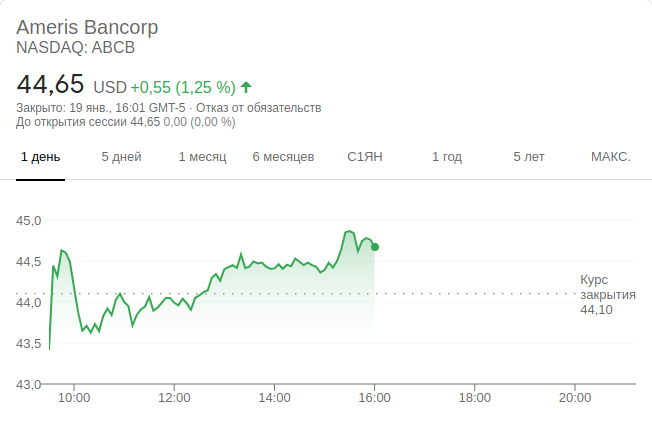 Ameris Bancorp
NASDAQ: ABCB
44,65 USD +0,55 (1,25 %)
Закрыто: 19 янв., 16:01 GMT-5 · Отказ от обязательств
До открытия сессии 44,65 0,00 (0,00 %)
1 день 5 дней 1 месяц 6 месяцев С1ЯН 1 год 5 лет МАКС.
45,0
44,5
Курс
закрытия
44,10
44,0
43,5
43,0
10:00 12:00 14:00 16:00 18:00 20:00